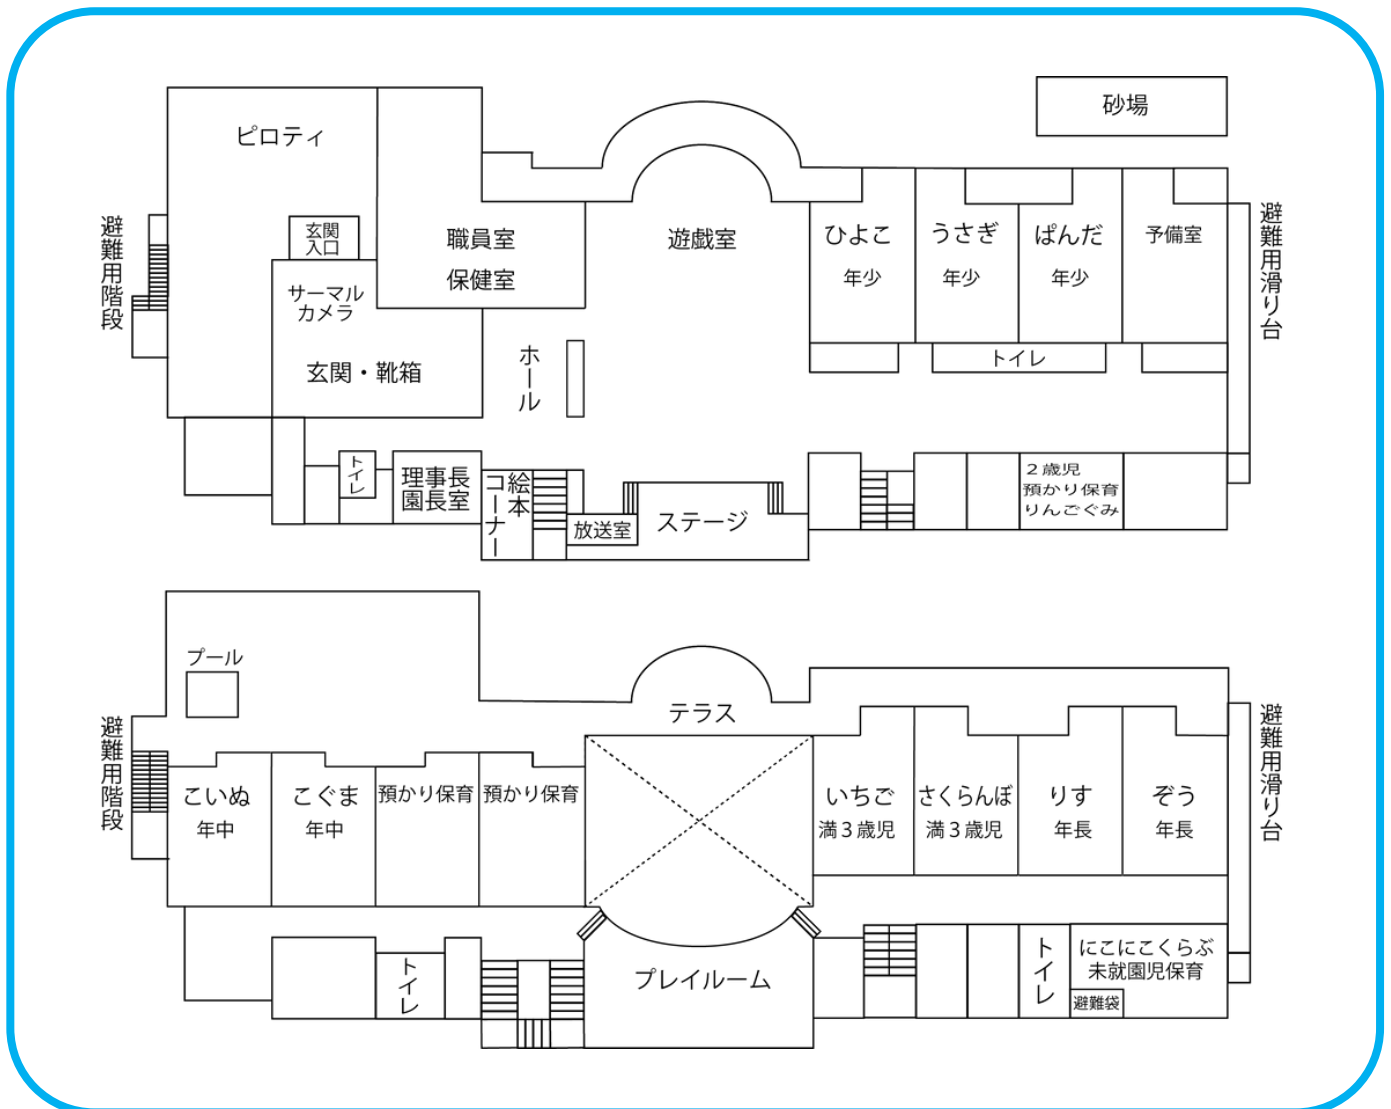 砂場
ピロティ
避難用階段
玄関
入口
職員室
保健室
遊戯室
ひよこ
年少
うさぎ
年少
ぱんだ
年少
予備室
避難用滑り台
サーマル
カメラ
玄関・靴箱
ホール
トイレ
トイレ
理事長
園長室
絵本
コーナー
放送室
ステージ
２歳児
預かり保育
りんごぐみ
プール
テラス
避難用階段
避難用滑り台
こいぬ
年中
こぐま
年中
預かり保育
預かり保育
いちご
満３歳児
さくらんぼ
満３歳児
りす
年長
ぞう
年長
トイレ
プレイルーム
トイレ
にこにこくらぶ
未就園児保育
避難袋